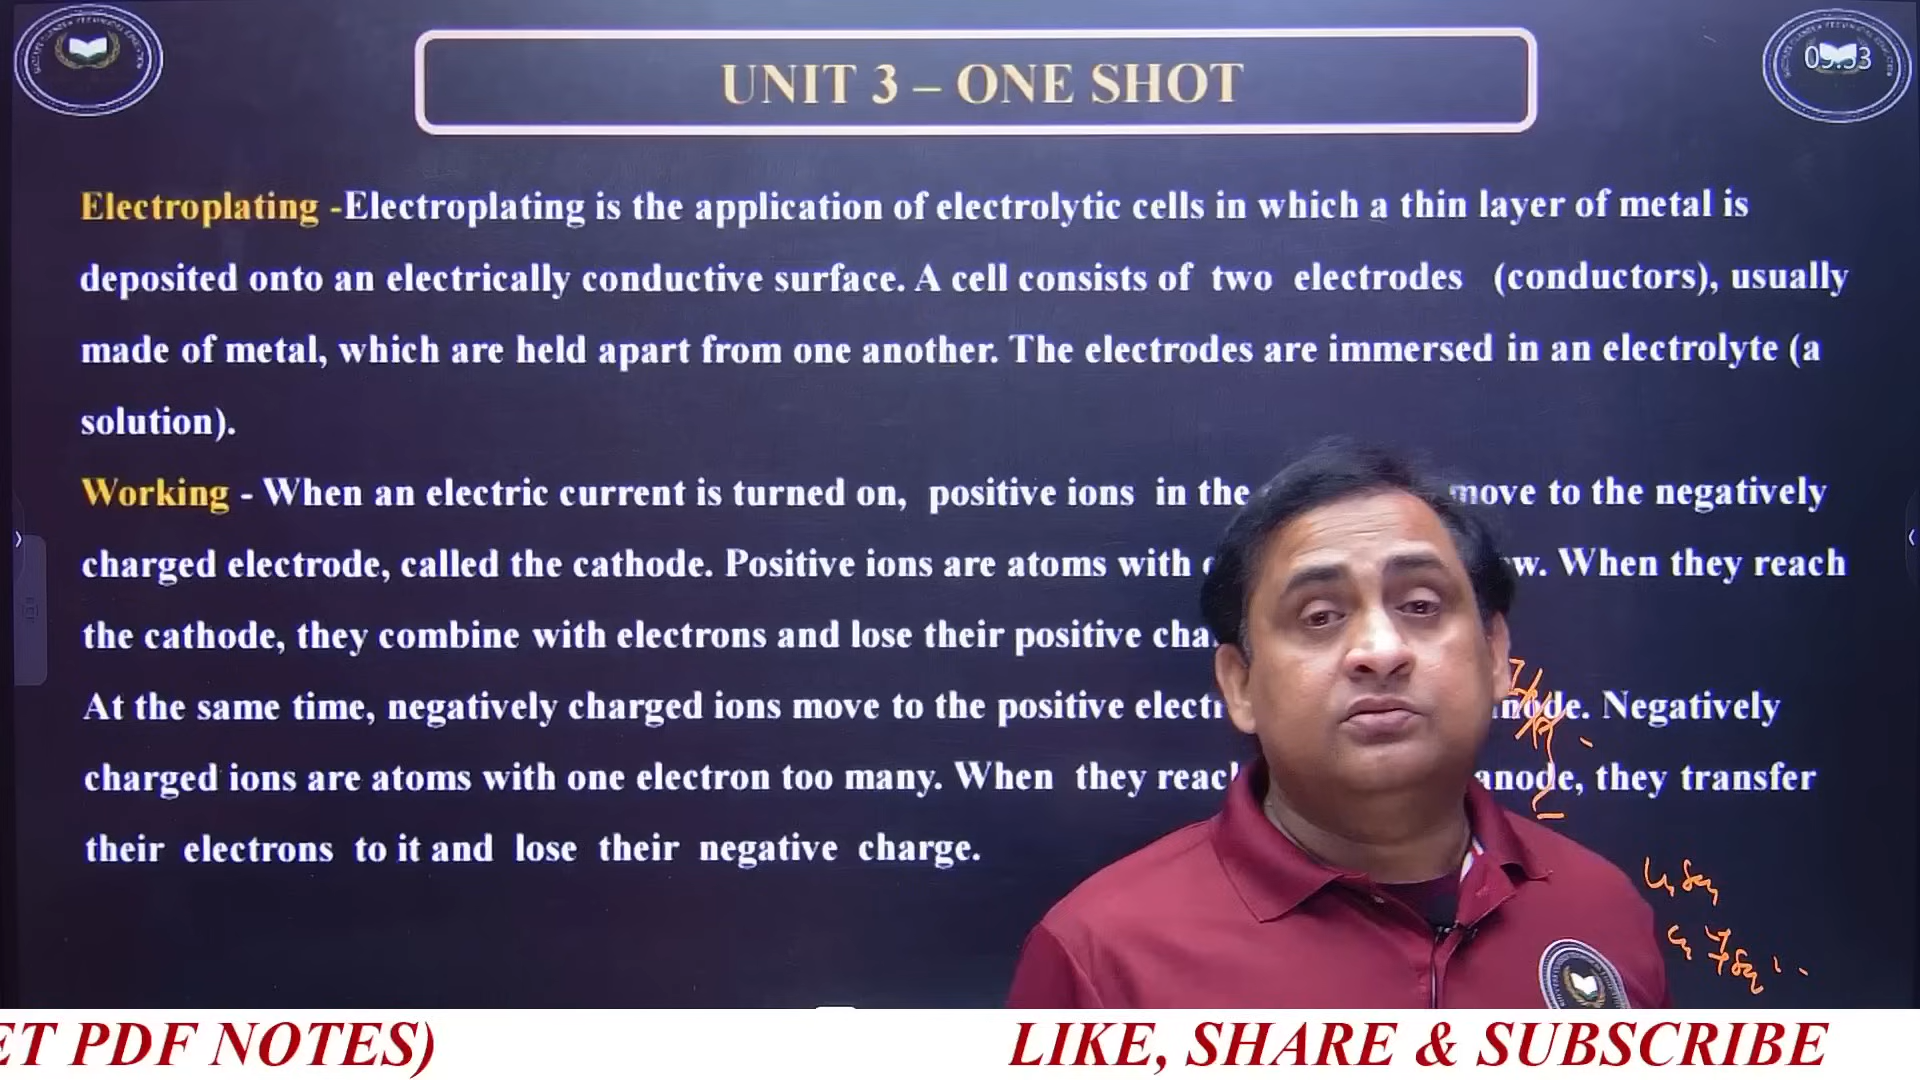 UNIT 3 – ONE SHOT
Electroplating -Electroplating is the application of electrolytic cells in which a thin layer of metal is
deposited onto an electrically conductive surface. A cell consists of two electrodes (conductors), usually
made of metal, which are held apart from one another. The electrodes are immersed in an electrolyte (a
solution).
Working - When an electric current is turned on, positive ions in the move to the negatively
charged electrode, called the cathode. Positive ions are atoms with When they reach
the cathode, they combine with electrons and lose their positive
At the same time, negatively charged ions move to the positive Negatively
charged ions are atoms with one electron too many. When they anode, they transfer
their electrons to it and lose their negative charge.
PDF NOTES)
LIKE, SHARE & SUBSCRIBE